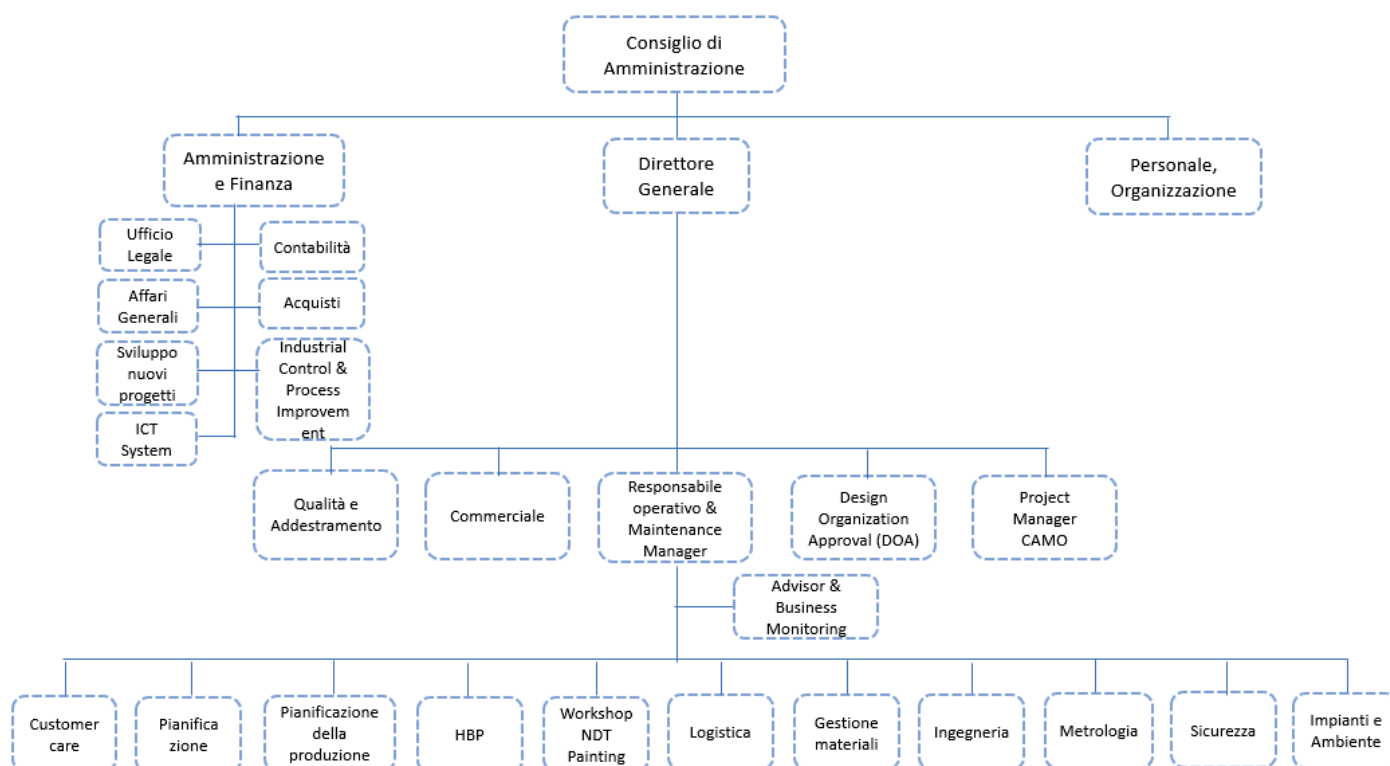 Consiglio di
Amministrazione
Amministrazione
e Finanza
Direttore
Generale
Personale,
Organizzazione
Ufficio
Legale
Contabilità
Affari
Generali
Acquisti
Sviluppo
nuovi
progetti
Industrial
Control &
Process
Improvem
ent
ICT
System
Qualità e
Addestramento
Commerciale
Responsabile
operativo &
Maintenance
Manager
Design
Organization
Approval (DOA)
Project
Manager
CAMO
Advisor &
Business
Monitoring
Customer
care
Pianifica
zione
Pianificazione
della
produzione
HBP
Workshop
NDT
Painting
Logistica
Gestione
materiali
Ingegneria
Metrologia
Sicurezza
Impianti e
Ambiente